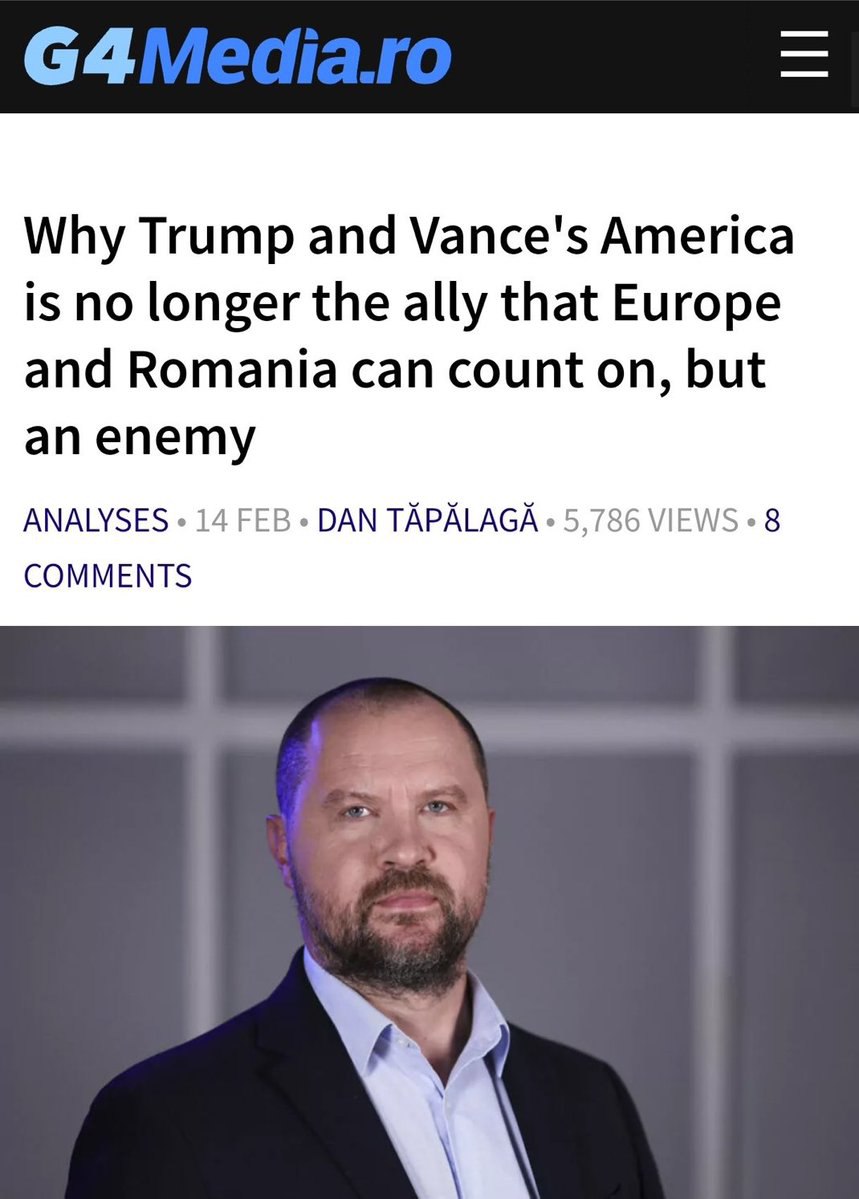 G4Media.ro
Why Trump and Vance's America
is no longer the ally that Europe
and Romania can count on, but
an enemy
ANALYSES • 14 FEB • DAN TĂPĂLAGĂ • 5,786 VIEWS • 8
COMMENTS